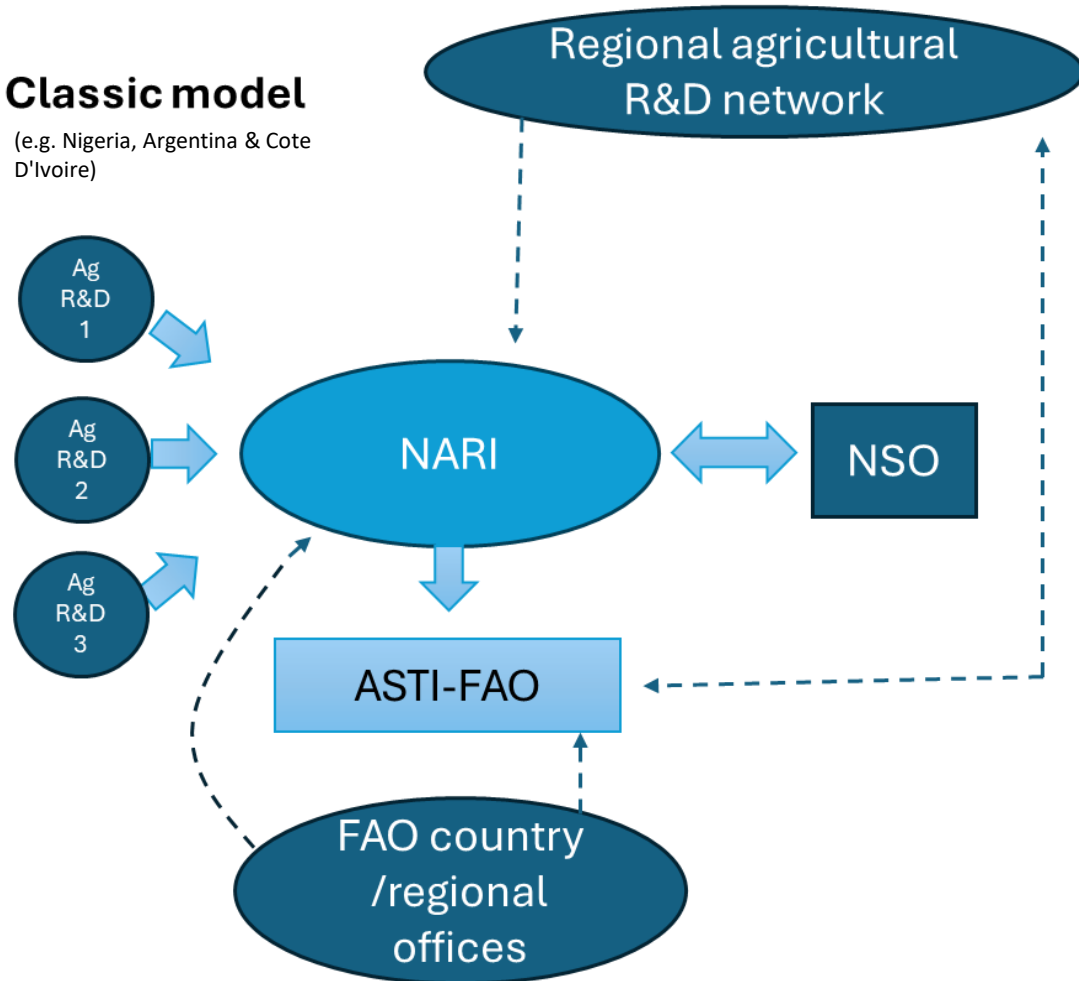 Regional agricultural
R&D network
Classic model
(e.g. Nigeria, Argentina & Cote
D'Ivoire)
Ag
R&D
1
Ag
R&D
2
Ag
R&D
3
NARI
NSO
ASTI-FAO
FAO country
/regional
offices